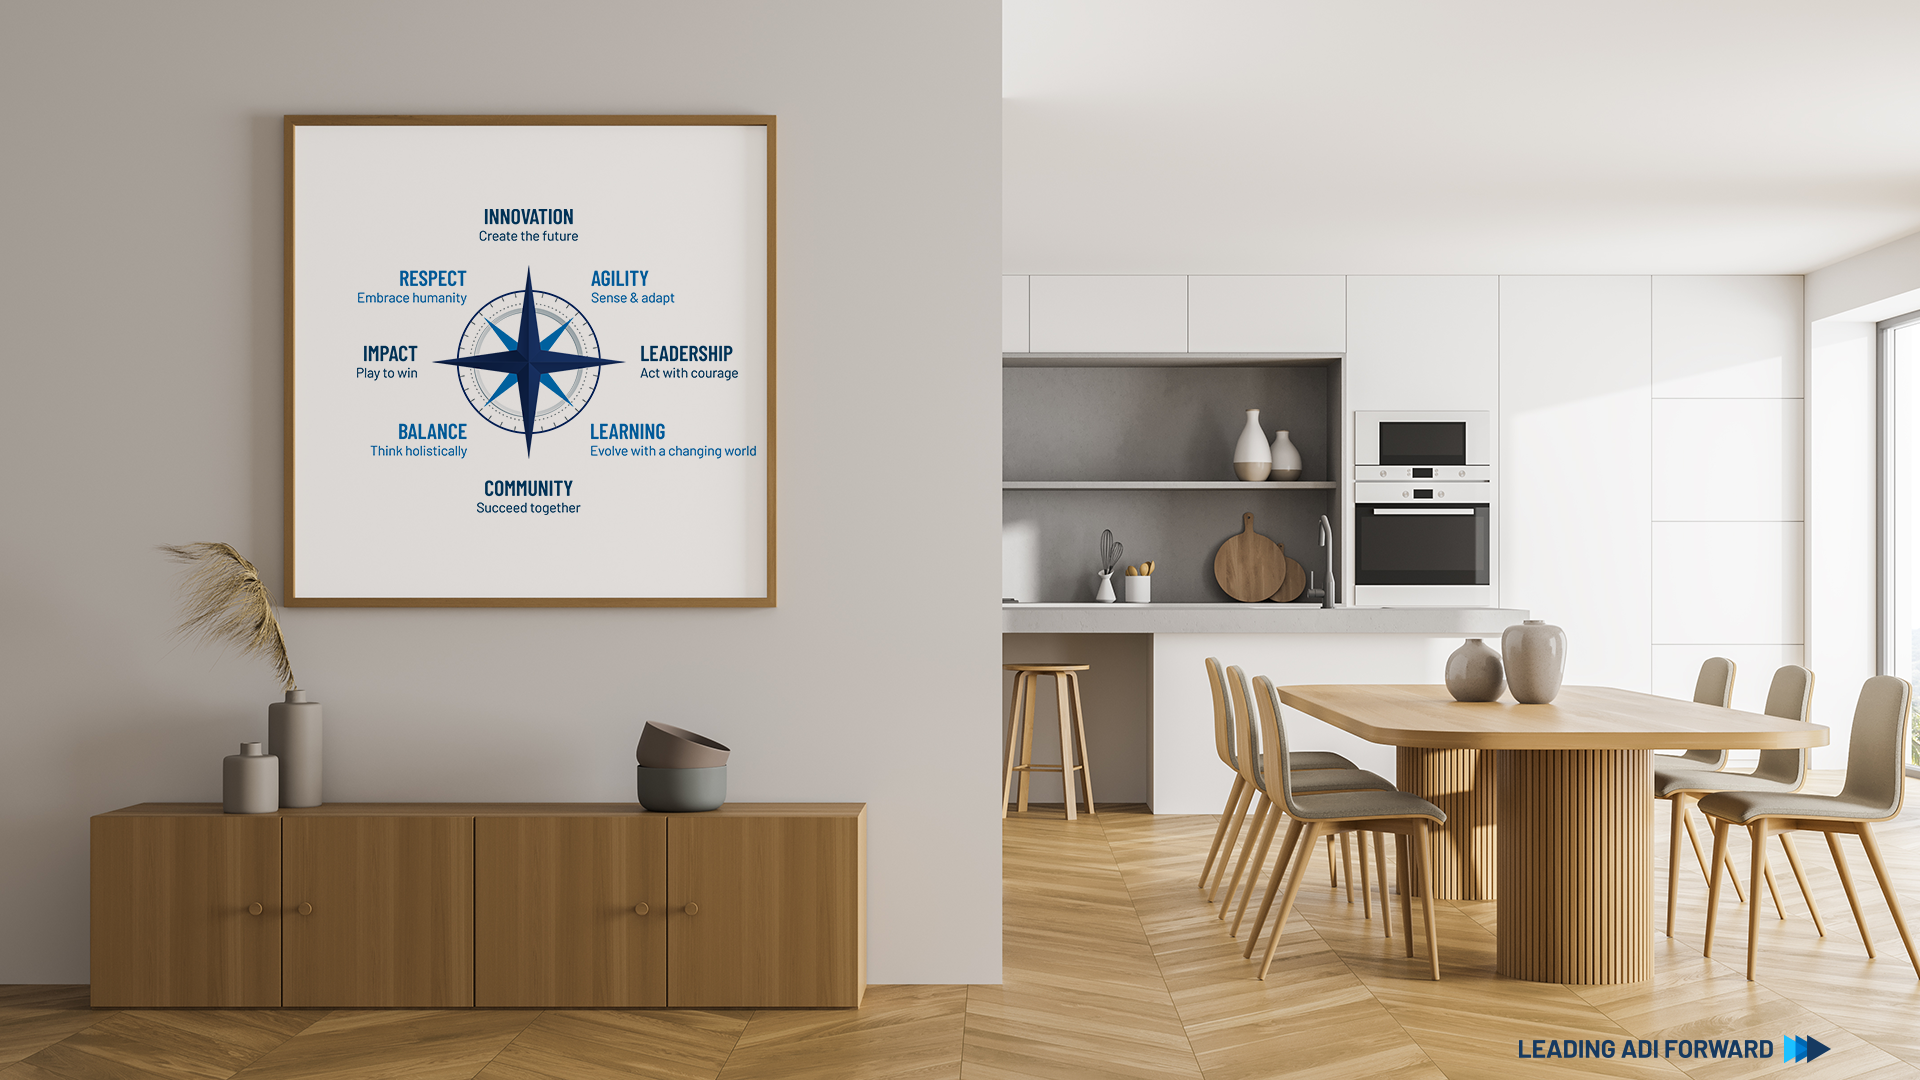 INNOVATION
Create the future
RESPECT
Embrace humanity
AGILITY
Sense & adapt
IMPACT
Play to win
LEADERSHIP
Act with courage
BALANCE
Think holistically
LEARNING
Evolve with a changing world
COMMUNITY
Succeed together
LEADING ADI FORWARD